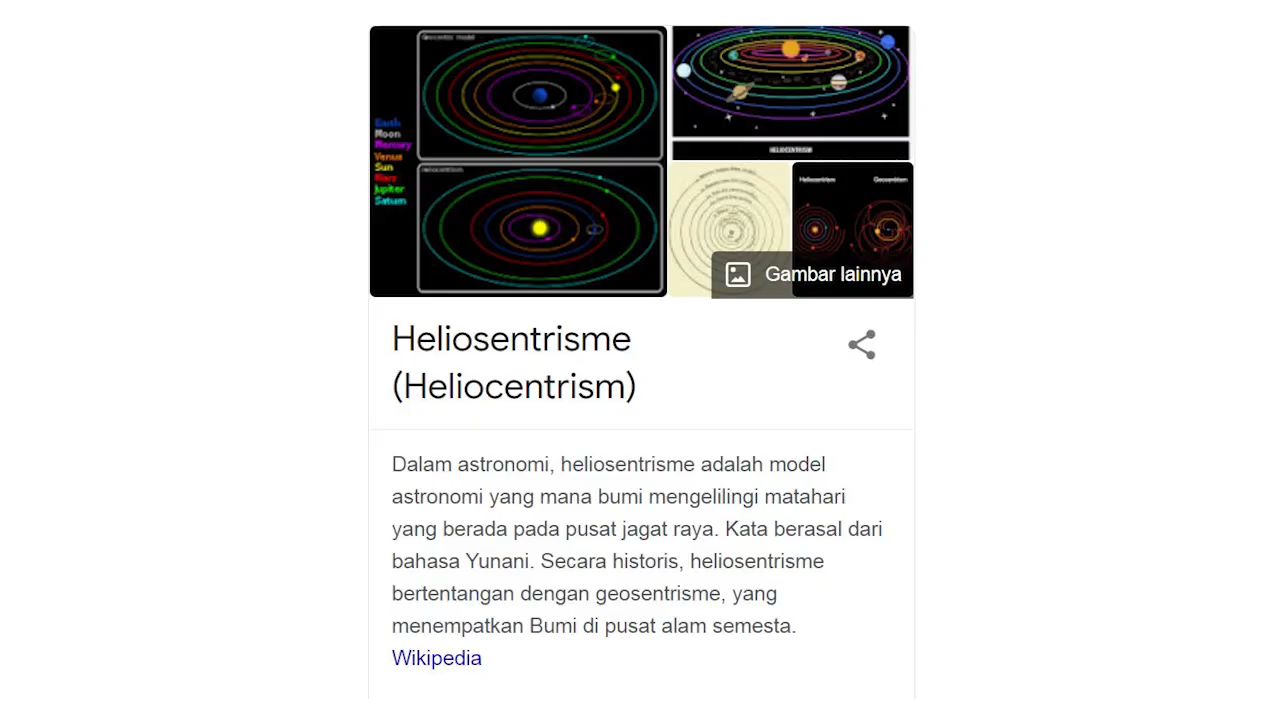 Geocentric model
Earth
Moon
Mercury
Venus
Sun
Mars
Jupiter
Saturn
HELIOCENTRISM
Heliocentrism
Geocentrism
Gambar lainnya
Heliosentrisme
(Heliocentrism)
Dalam astronomi, heliosentrisme adalah model
astronomi yang mana bumi mengelilingi matahari
yang berada pada pusat jagat raya. Kata berasal dari
bahasa Yunani. Secara historis, heliosentrisme
bertentangan dengan geosentrisme, yang
menempatkan Bumi di pusat alam semesta.
Wikipedia